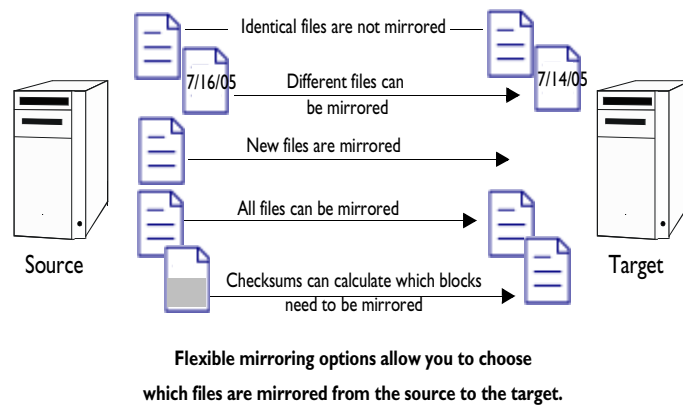 Identical files are not mirrored
7/16/05
7/14/05
Different files can
be mirrored
New files are mirrored
All files can be mirrored
Source
Target
Checksums can calculate which blocks
need to be mirrored
Flexible mirroring options allow you to choose
which files are mirrored from the source to the target.